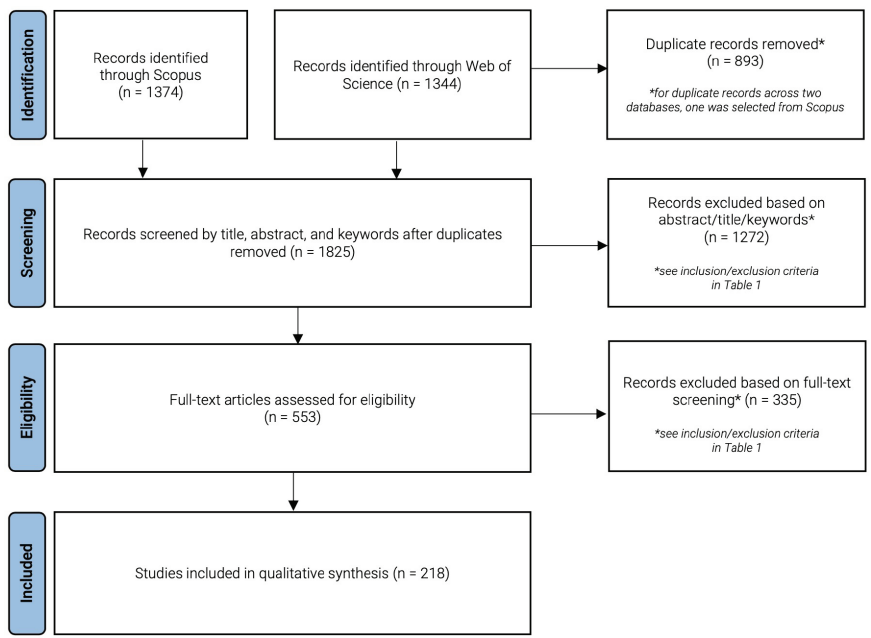 Identification
Records identified
through Scopus
(n = 1374)
Records identified through Web of
Science (n = 1344)
Duplicate records removed*
(n = 893)
*for duplicate records across two
databases, one was selected from Scopus
Screening
Records screened by title, abstract, and keywords after duplicates
removed (n = 1825)
Records excluded based on
abstract/title/keywords*
(n = 1272)
*see inclusion/exclusion criteria
in Table 1
Eligibility
Full-text articles assessed for eligibility
(n = 553)
Records excluded based on full-text
screening* (n = 335)
*see inclusion/exclusion criteria
in Table 1
Included
Studies included in qualitative synthesis (n = 218)